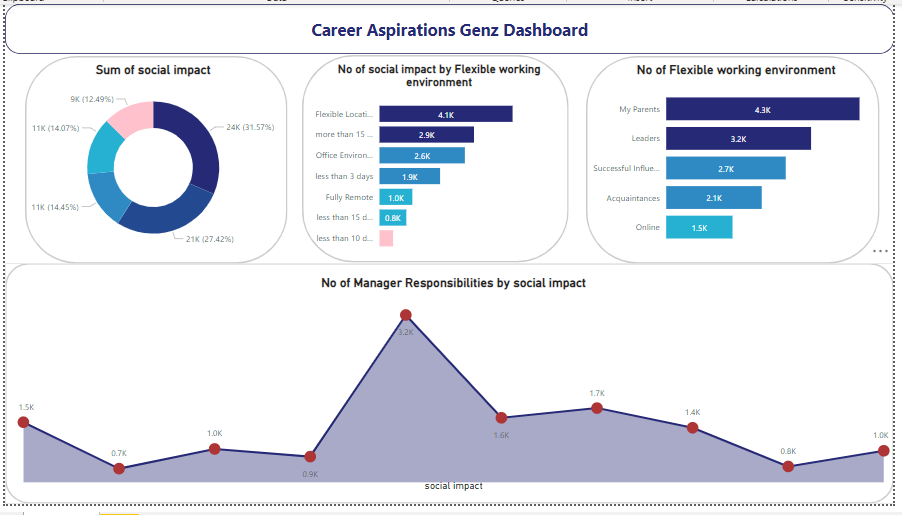 Career Aspirations Genz Dashboard
Sum of social impact
9K (12.49%)
24K (31.57%)
11K (14.07%)
11K (14.45%)
21K (27.42%)
No of social impact by Flexible working
environment
Flexible Locati... 4.1K
more than 15 ... 2.9K
Office Environ... 2.6K
less than 3 days 1.9K
Fully Remote 1.0K
less than 15 d... 0.8K
less than 10 d...
No of Flexible working environment
My Parents 4.3K
Leaders 3.2K
Successful Influe... 2.7K
Acquaintances 2.1K
Online 1.5K
No of Manager Responsibilities by social impact
1.5K
0.7K
1.0K
0.9K
3.2K
1.6K
1.7K
1.4K
0.8K
1.0K
social impact